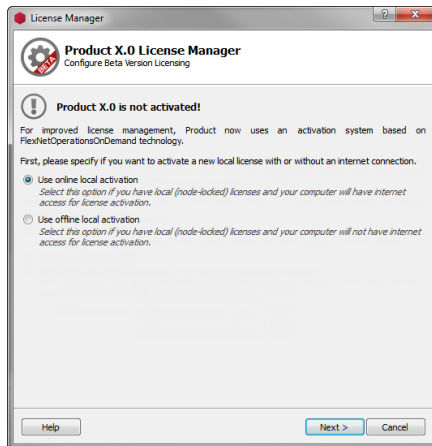 License Manager
?
X
Product X.0 License Manager
Configure Beta Version Licensing
BETA
Product X.0 is not activated!
For improved license management, Product now uses an activation system based on
FlexNetOperationsOnDemand technology.
First, please specify if you want to activate a new local license with or without an internet connection.
Use online local activation
Select this option if you have local (node-locked) licenses and your computer will have internet
access for license activation.
Use offline local activation
Select this option if you have local (node-locked) licenses and your computer will not have internet
access for license activation.
Help
Next >
Cancel